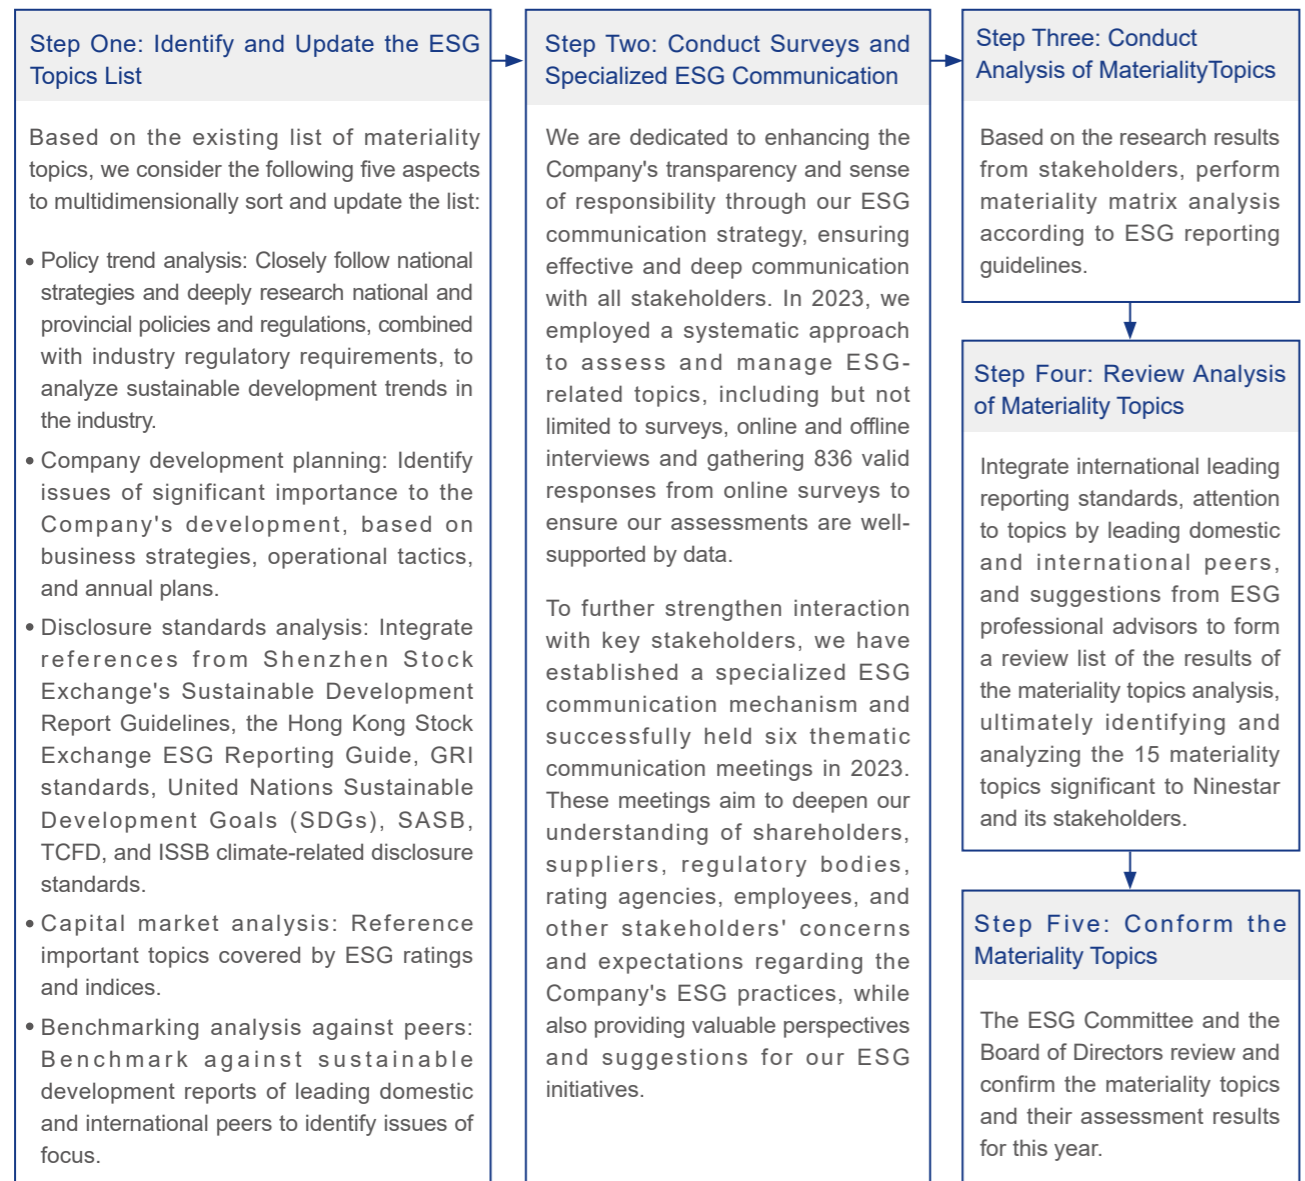 Step One: Identify and Update the ESG
Topics List
Based on the existing list of materiality
topics, we consider the following five aspects
to multidimensionally sort and update the list:
• Policy trend analysis: Closely follow national
strategies and deeply research national and
provincial policies and regulations, combined
with industry regulatory requirements, to
analyze sustainable development trends in
the industry.
• Company development planning: Identify
issues of significant importance to the
Company's development, based on
business strategies, operational tactics,
and annual plans.
• Disclosure standards analysis: Integrate
references from Shenzhen Stock
Exchange's Sustainable Development
Report Guidelines, the Hong Kong Stock
Exchange ESG Reporting Guide, GRI
standards, United Nations Sustainable
Development Goals (SDGs), SASB,
TCFD, and ISSB climate-related disclosure
standards.
• Capital market analysis: Reference
important topics covered by ESG ratings
and indices.
• Benchmarking analysis against peers:
Benchmark against sustainable
development reports of leading domestic
and international peers to identify issues of
focus.
Step Two: Conduct Surveys and
Specialized ESG Communication
We are dedicated to enhancing the
Company's transparency and sense
of responsibility through our ESG
communication strategy, ensuring
effective and deep communication
with all stakeholders. In 2023, we
employed a systematic approach
to assess and manage ESG-
related topics, including but not
limited to surveys, online and offline
interviews and gathering 836 valid
responses from online surveys to
ensure our assessments are well-
supported by data.
To further strengthen interaction
with key stakeholders, we have
established a specialized ESG
communication mechanism and
successfully held six thematic
communication meetings in 2023.
These meetings aim to deepen our
understanding of shareholders,
suppliers, regulatory bodies,
rating agencies, employees, and
other stakeholders' concerns
and expectations regarding the
Company's ESG practices, while
also providing valuable perspectives
and suggestions for our ESG
initiatives.
Step Three: Conduct
Analysis of MaterialityTopics
Based on the research results
from stakeholders, perform
materiality matrix analysis
according to ESG reporting
guidelines.
Step Four: Review Analysis
of Materiality Topics
Integrate international leading
reporting standards, attention
to topics by leading domestic
and international peers,
and suggestions from ESG
professional advisors to form
a review list of the results of
the materiality topics analysis,
ultimately identifying and
analyzing the 15 materiality
topics significant to Ninestar
and its stakeholders.
Step Five: Conform the
Materiality Topics
The ESG Committee and the
Board of Directors review and
confirm the materiality topics
and their assessment results
for this year.